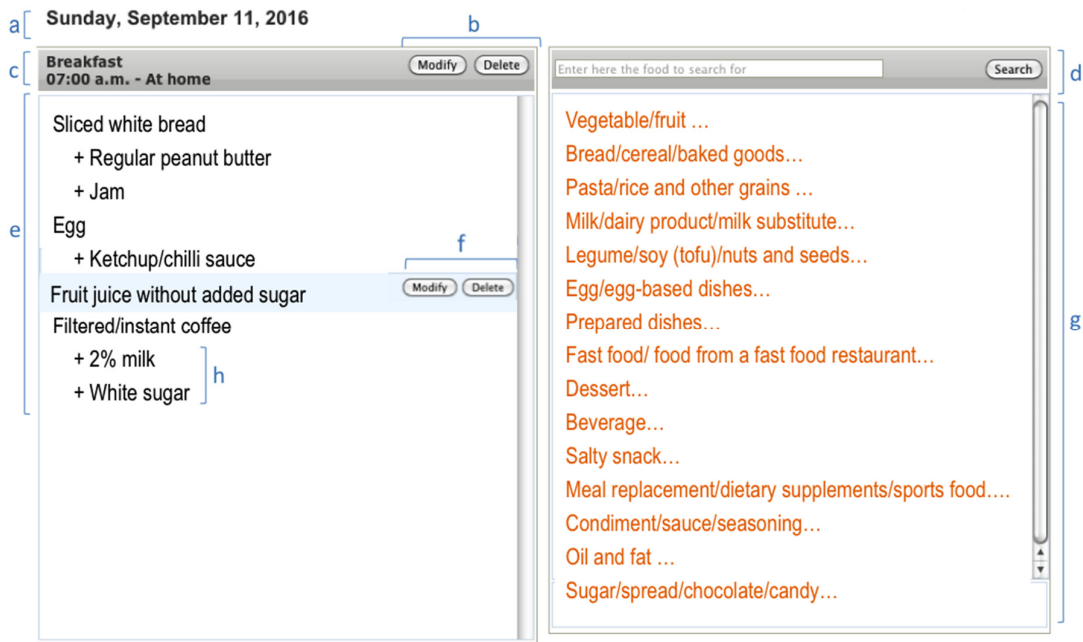 a
Sunday, September 11, 2016
b
c
Breakfast
07:00 a.m. - At home
Modify
Delete
Enter here the food to search for
Search
d
e
Sliced white bread
+ Regular peanut butter
+ Jam
Egg
+ Ketchup/chilli sauce
f
Fruit juice without added sugar
Modify
Delete
Filtered/instant coffee
+ 2% milk
+ White sugar
h
Vegetable/fruit ...
Bread/cereal/baked goods...
Pasta/rice and other grains ...
Milk/dairy product/milk substitute...
Legume/soy (tofu)/nuts and seeds...
Egg/egg-based dishes...
Prepared dishes...
Fast food/ food from a fast food restaurant...
Dessert...
Beverage...
Salty snack...
Meal replacement/dietary supplements/sports food....
Condiment/sauce/seasoning...
Oil and fat ...
Sugar/spread/chocolate/candy...
g